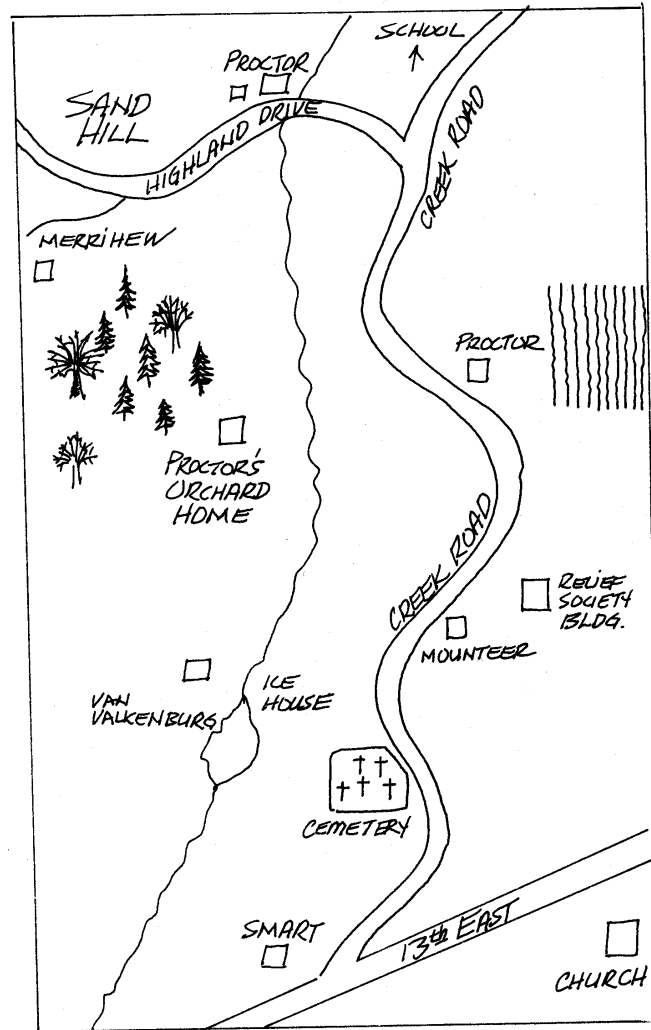 SCHOOL
PROCTOR
SAND
HILL
HIGHLAND DRIVE
CREEK ROAD
MERRIHEW
PROCTOR
PROCTOR'S
ORCHARD
HOME
CREEK ROAD
RELIEF
SOCIETY
BLDG.
MOUNTEER
ICE
HOUSE
VAN
VALKENBURG
CEMETERY
SMART
13th EAST
CHURCH